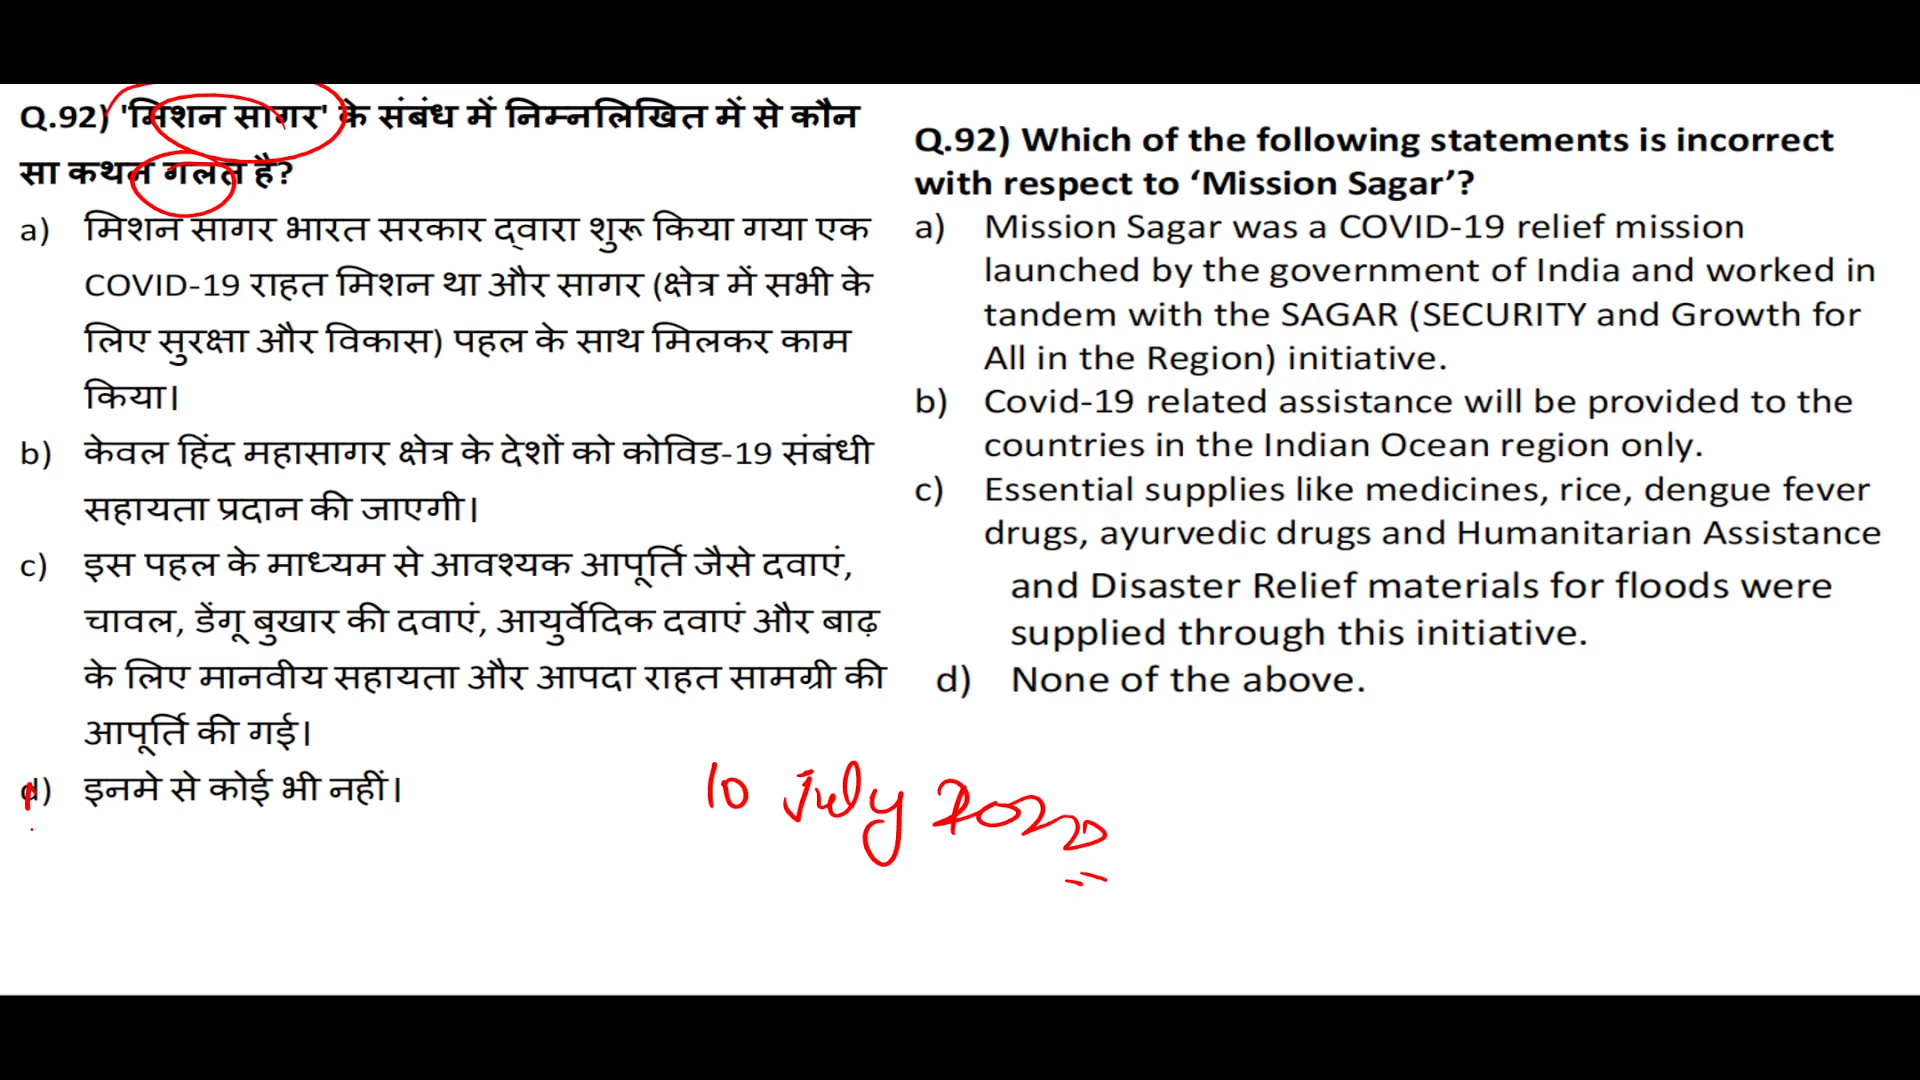 Q.92) 'मिशन सागर' के संबंध में निम्नलिखित में से कौन
सा कथन गलत है?
a) मिशन सागर भारत सरकार द्वारा शुरू किया गया एक
COVID-19 राहत मिशन था और सागर (क्षेत्र में सभी के
लिए सुरक्षा और विकास) पहल के साथ मिलकर काम
किया।
b) केवल हिंद महासागर क्षेत्र के देशों को कोविड-19 संबंधी
सहायता प्रदान की जाएगी।
c) इस पहल के माध्यम से आवश्यक आपूर्ति जैसे दवाएं,
चावल, डेंगू बुखार की दवाएं, आयुर्वेदिक दवाएं और बाढ़
के लिए मानवीय सहायता और आपदा राहत सामग्री की
आपूर्ति की गई।
d) इनमे से कोई भी नहीं।
Q.92) Which of the following statements is incorrect
with respect to ‘Mission Sagar’?
a) Mission Sagar was a COVID-19 relief mission
launched by the government of India and worked in
tandem with the SAGAR (SECURITY and Growth for
All in the Region) initiative.
b) Covid-19 related assistance will be provided to the
countries in the Indian Ocean region only.
c) Essential supplies like medicines, rice, dengue fever
drugs, ayurvedic drugs and Humanitarian Assistance
and Disaster Relief materials for floods were
supplied through this initiative.
d) None of the above.
10 July